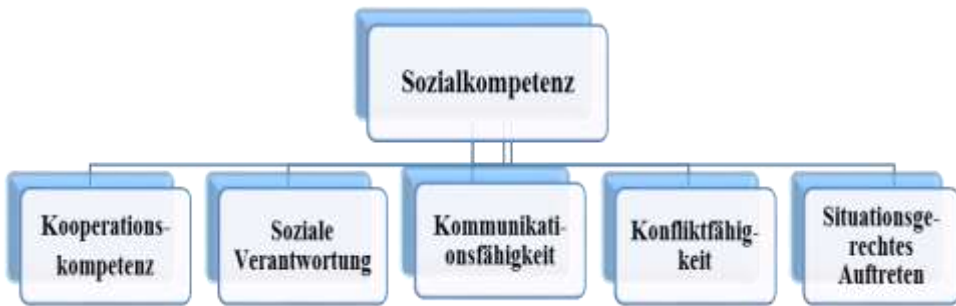 Sozialkompetenz
Kooperations-
kompetenz
Soziale
Verantwortung
Kommunikati-
onsfähigkeit
Konfliktfähig-
keit
Situationsge-
rechtes
Auftreten